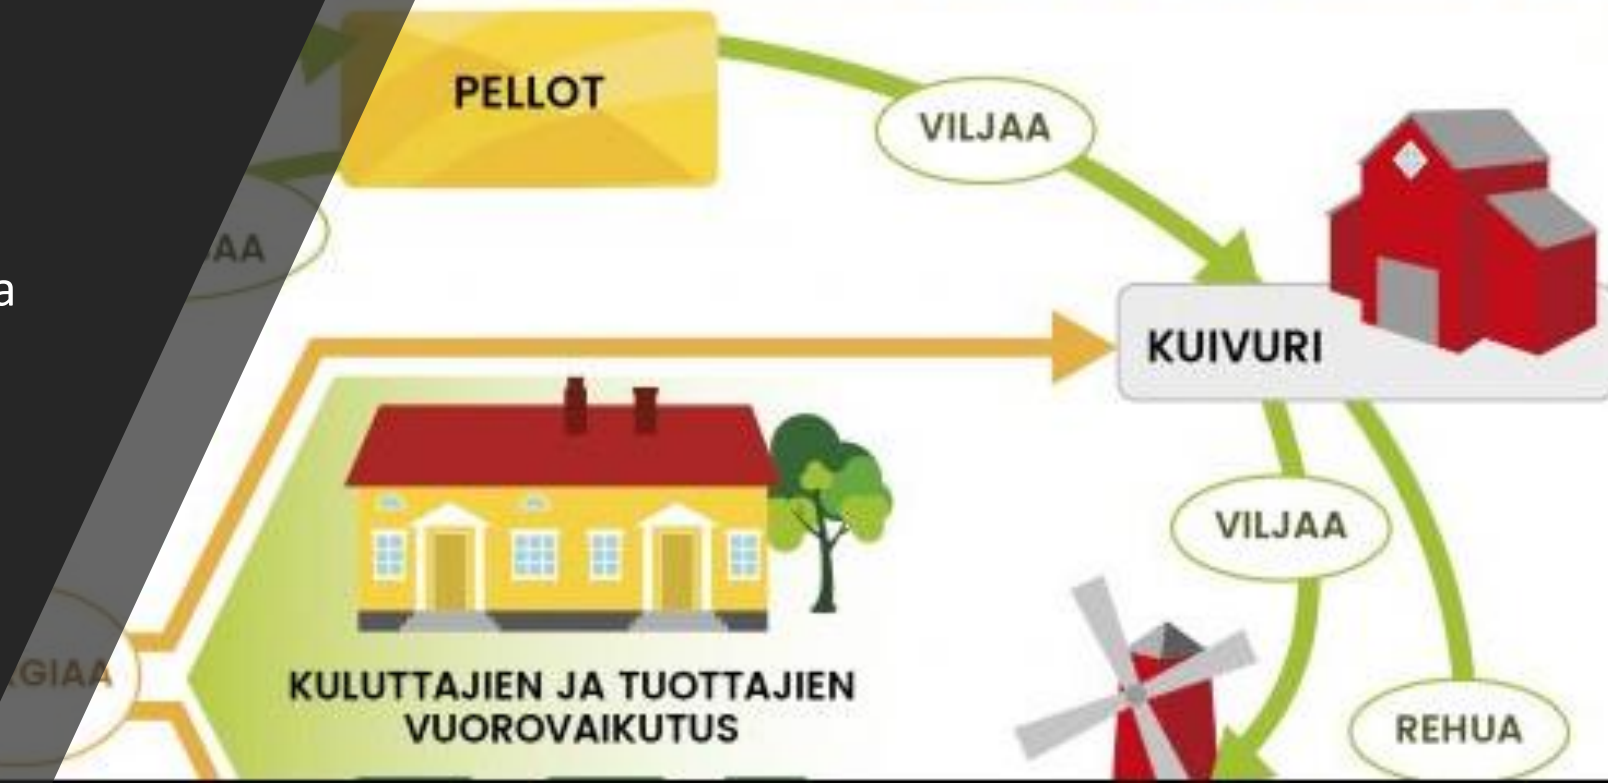 PELLOT
VILJAA
a
KUIVURI
VILJAA
KULUTTAJIEN JA TUOTTAJIEN
VUOROVAIKUTUS
REHUA